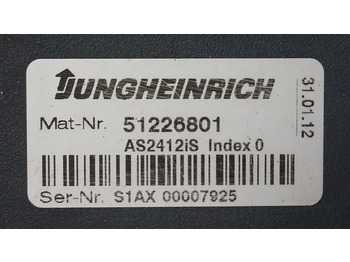 JUNGHEINRICH
Mat-Nr. 51226801
AS2412iS Index 0
Ser-Nr. S1AX 00007925
31.01.12